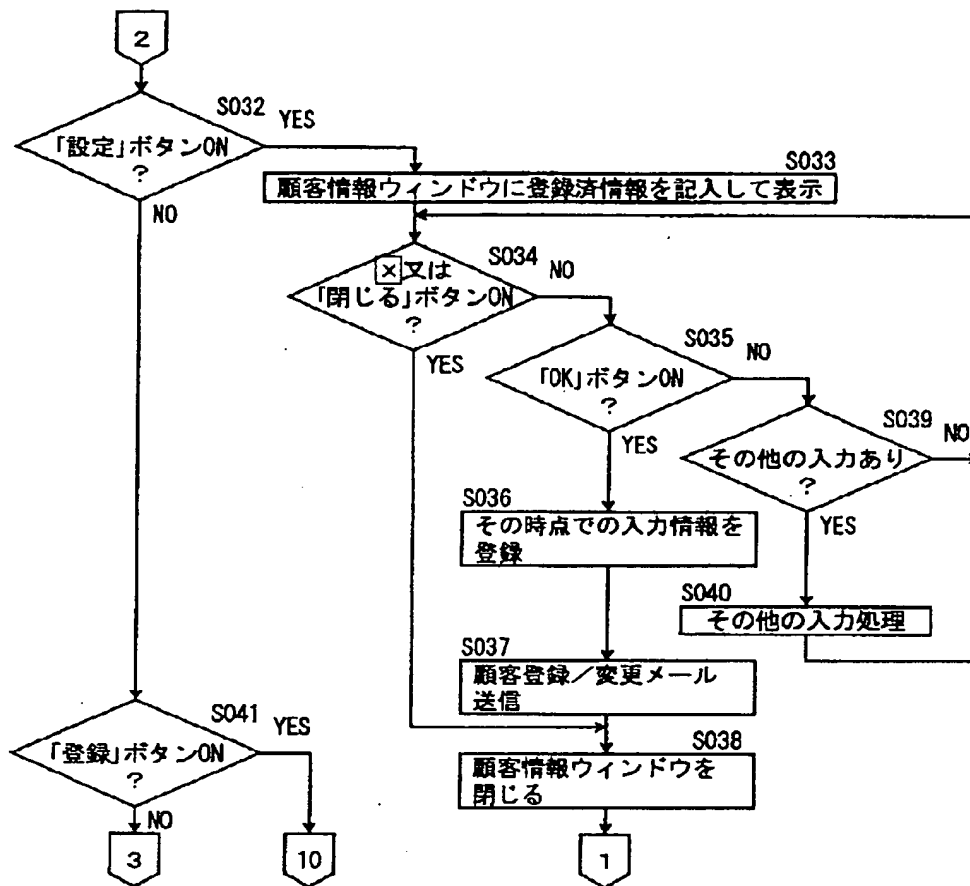 2
S032
YES
「設定」ボタンON
?
NO
S033
顧客情報ウィンドウに登録済情報を記入して表示
S034
NO
×又は
「閉じる」ボタンON
?
YES
S035
NO
「OK」ボタンON
?
YES
S039
NO
その他の入力あり
?
YES
S036
その時点での入力情報を
登録
S040
その他の入力処理
S037
顧客登録/変更メール
送信
S041
YES
「登録」ボタンON
?
NO
S038
顧客情報ウィンドウを
閉じる
3
10
1